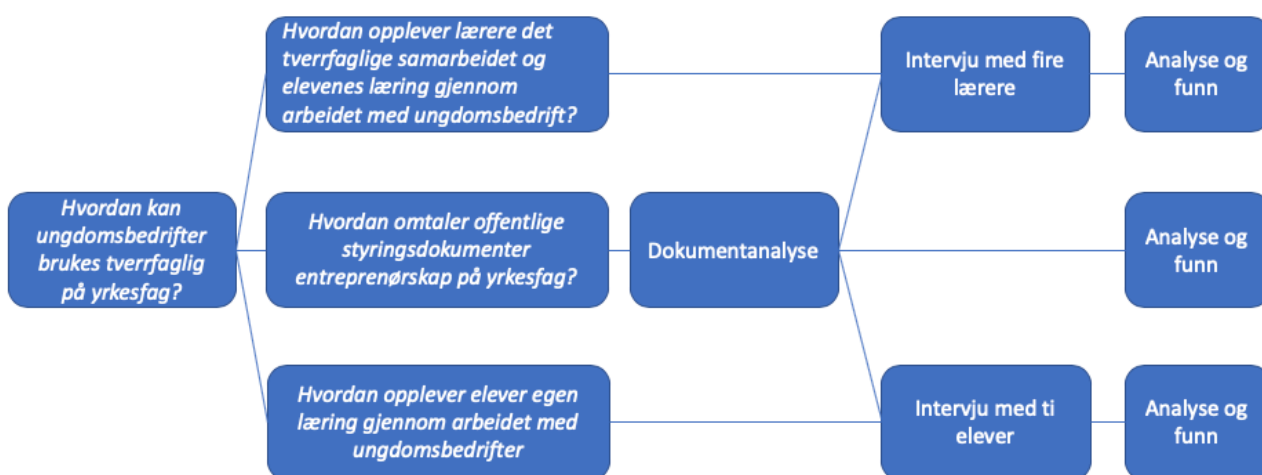 Hvordan opplever lærere det
tverrfaglige samarbeidet og
elevenes læring gjennom
arbeidet med ungdomsbedrift?
Intervju med fire
lærere
Analyse og
funn
Hvordan kan
ungdomsbedrifter
brukes tverrfaglig
på yrkesfag?
Hvordan omtaler offentlige
styringsdokumenter
entreprenørskap på yrkesfag?
Dokumentanalyse
Analyse og
funn
Hvordan opplever elever egen
læring gjennom arbeidet med
ungdomsbedrifter
Intervju med ti
elever
Analyse og
funn